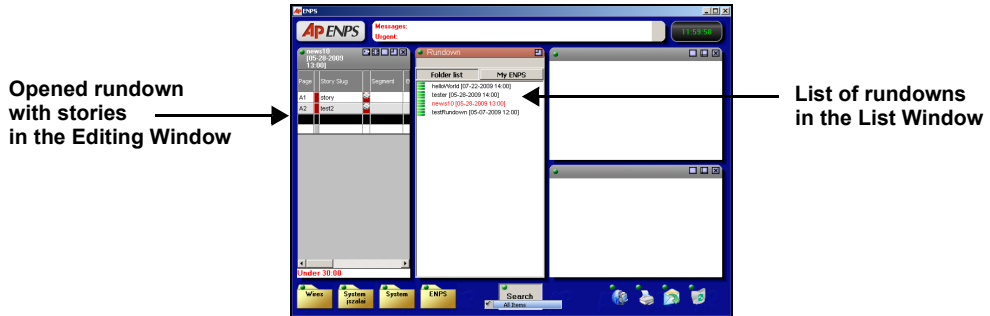 AP ENPS
AP ENPS
Messages:
Urgent:
11:59:58
news10
[05-28-2009
13:00]
Page Story Slug Segment
A1 story
A2 test2
Under 30:00
Rundown
Folder list My ENPS
helloWorld [07-22-2009 14:00]
tester [05-28-2009 14:00]
news10 [05-28-2009 13:00]
testRundown [05-07-2009 12:00]
Opened rundown
with stories
in the Editing Window
List of rundowns
in the List Window
Wires
System
jszalai
System
ENPS
Search
All Items